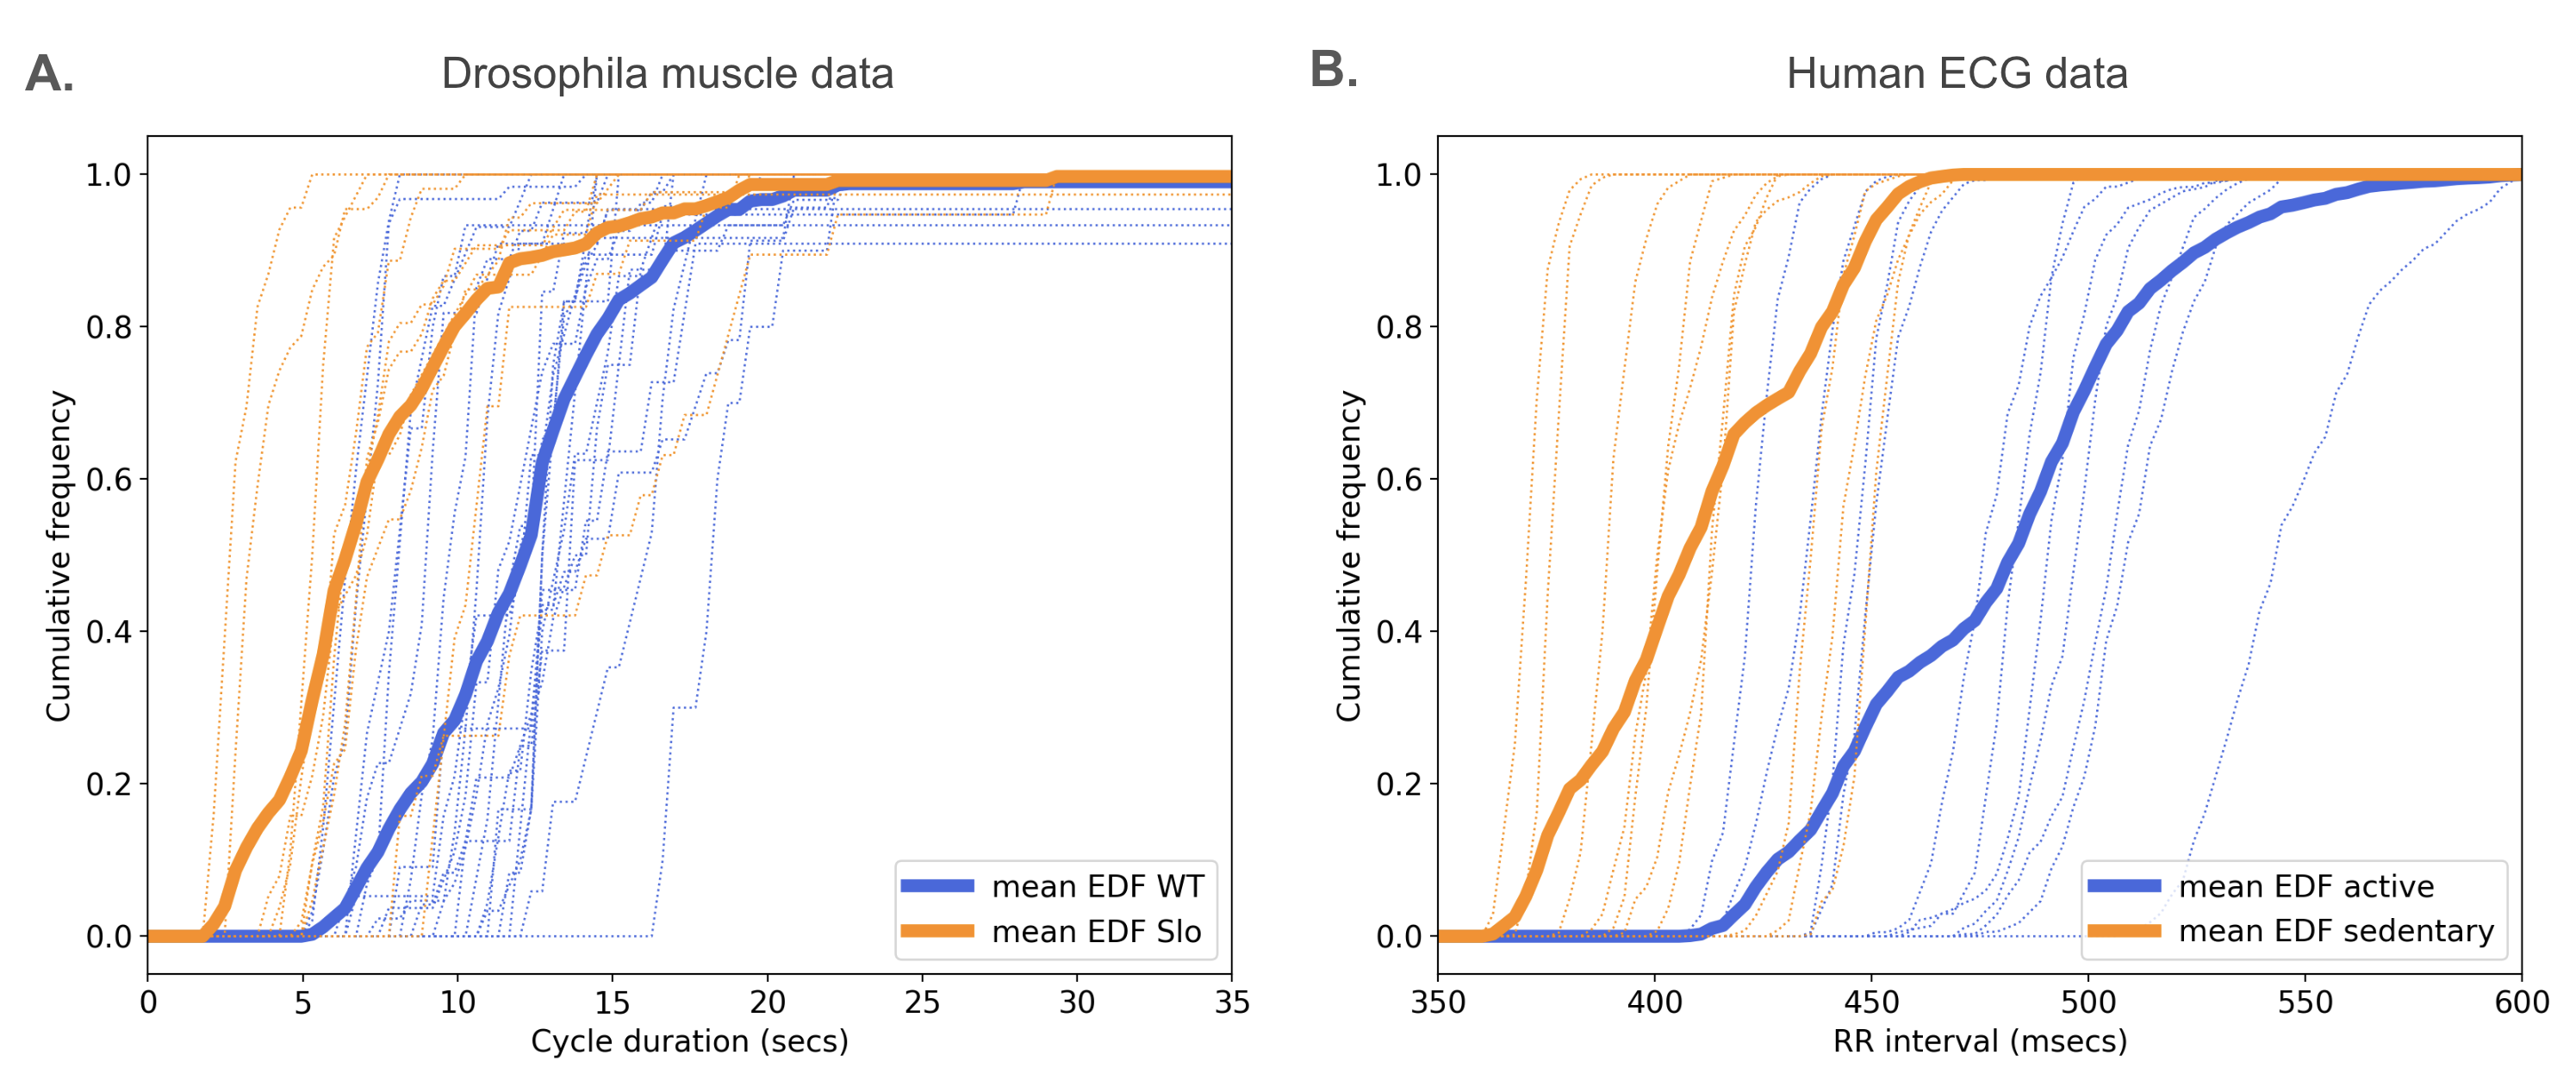 A.
Drosophila muscle data
Cumulative frequency
1.0
0.8
0.6
0.4
0.2
0.0
0 5 10 15 20 25 30 35
Cycle duration (secs)
mean EDF WT
mean EDF Slo
B.
Human ECG data
Cumulative frequency
1.0
0.8
0.6
0.4
0.2
0.0
350 400 450 500 550 600
RR interval (msecs)
mean EDF active
mean EDF sedentary